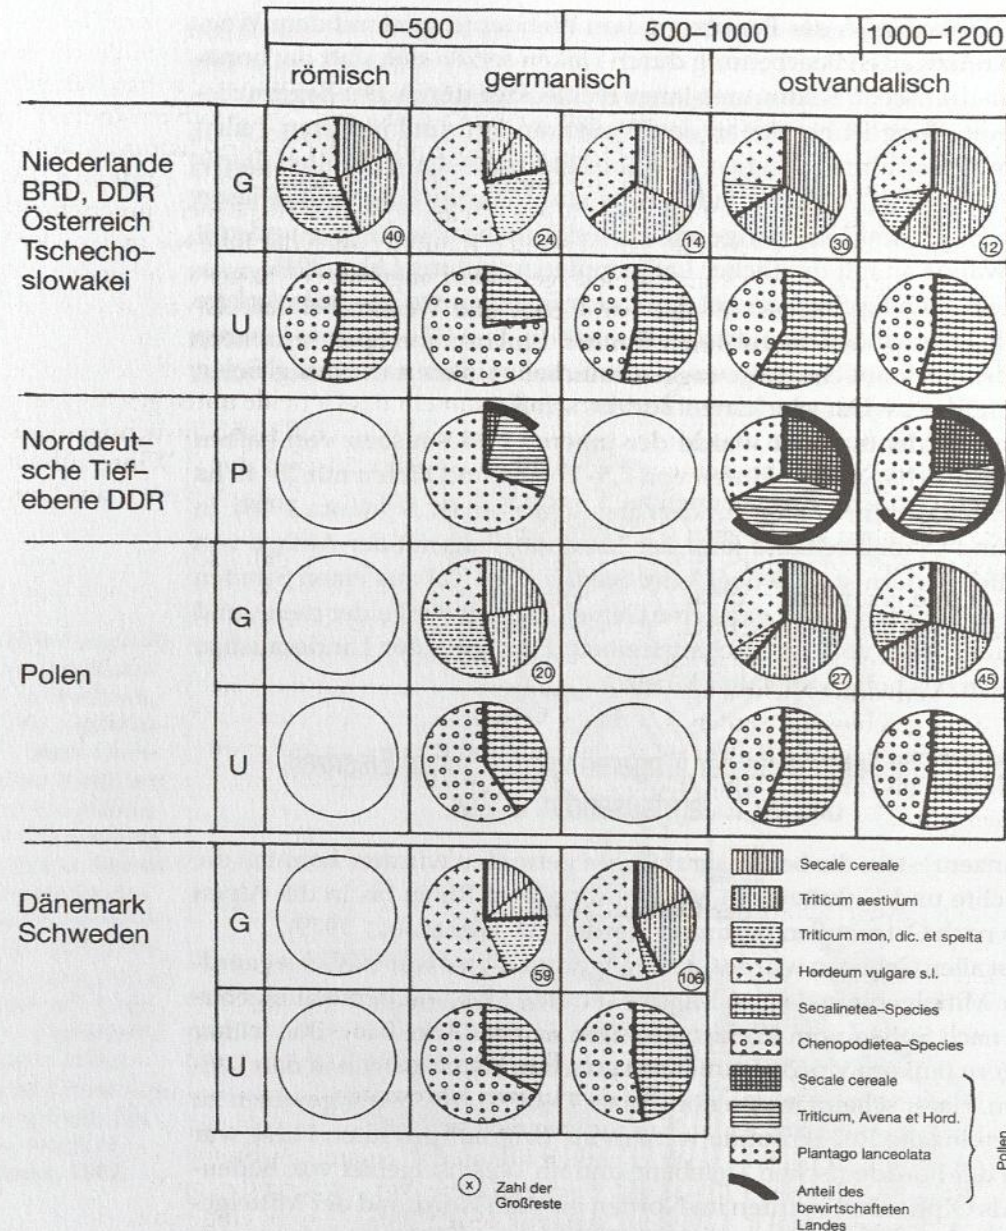 0–500 500–1000 1000–1200
römisch germanisch ostvandalisch
Niederlande
BRD, DDR
Österreich
Tschecho-
slowakei
G
40 24 14 30 12
U
Norddeut-
sche Tief-
ebene DDR
P
Polen
G
20 27 45
U
Dänemark
Schweden
G
59 106
U
Secale cereale
Triticum aestivum
Triticum mon, dic. et spelta
Hordeum vulgare s.l.
Secalinetea–Species
Chenopodietea–Species
Secale cereale
Triticum, Avena et Hord.
Plantago lanceolata
Pollen
Anteil des
bewirtschafteten
Landes
x Zahl der
Großreste